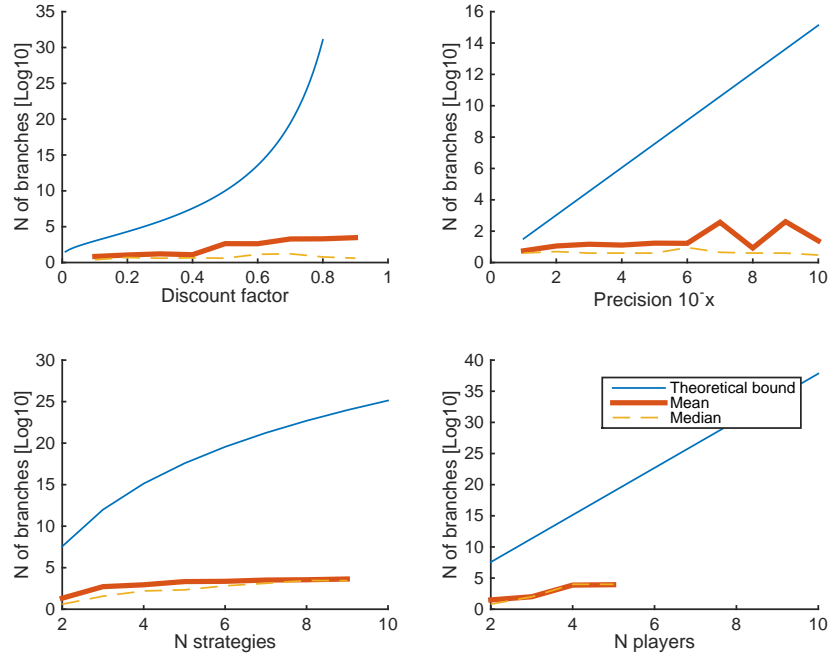 N of branches [Log10]
35
30
25
20
15
10
5
0
0 0.2 0.4 0.6 0.8 1
Discount factor
N of branches [Log10]
16
14
12
10
8
6
4
2
0
0 2 4 6 8 10
Precision 10-x
N of branches [Log10]
30
25
20
15
10
5
0
2 4 6 8 10
N strategies
N of branches [Log10]
40
35
30
25
20
15
10
5
0
2 4 6 8 10
N players
Theoretical bound
Mean
Median